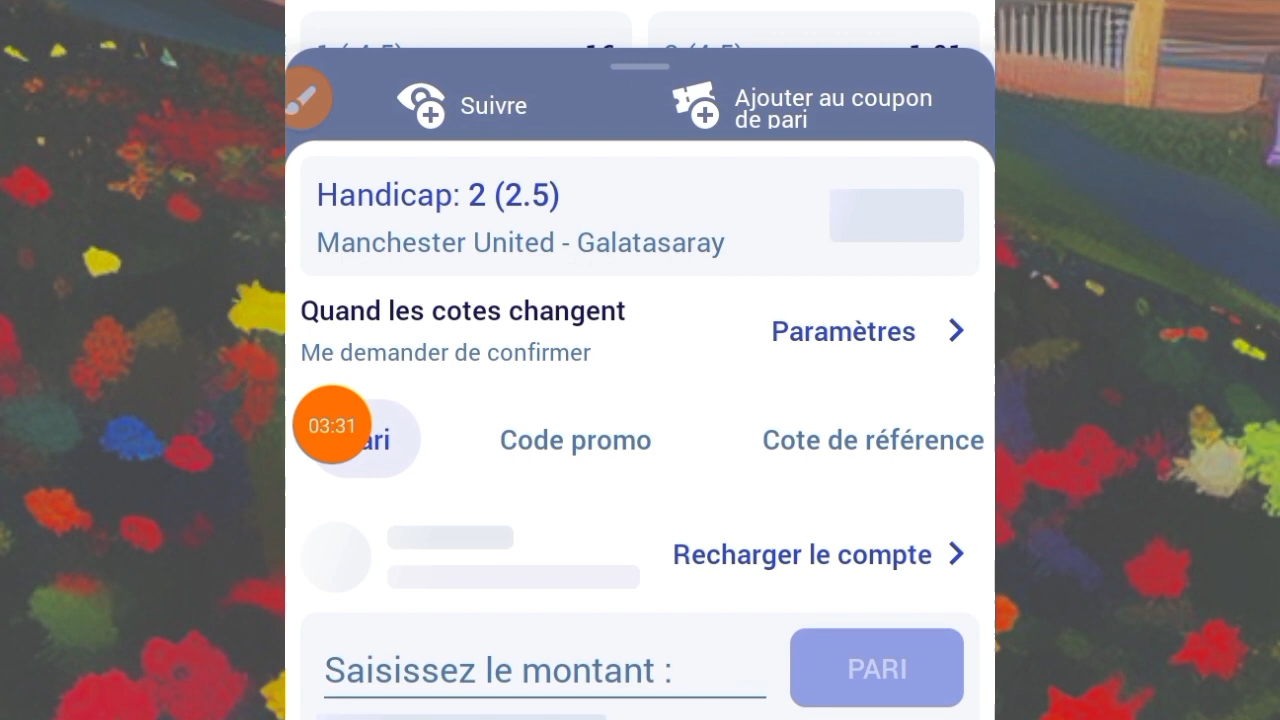 Suivre
Ajouter au coupon
de pari
Handicap: 2 (2.5)
Manchester United - Galatasaray
Quand les cotes changent
Me demander de confirmer
Paramètres
03:31
ari
Code promo
Cote de référence
Recharger le compte
Saisissez le montant :
PARI